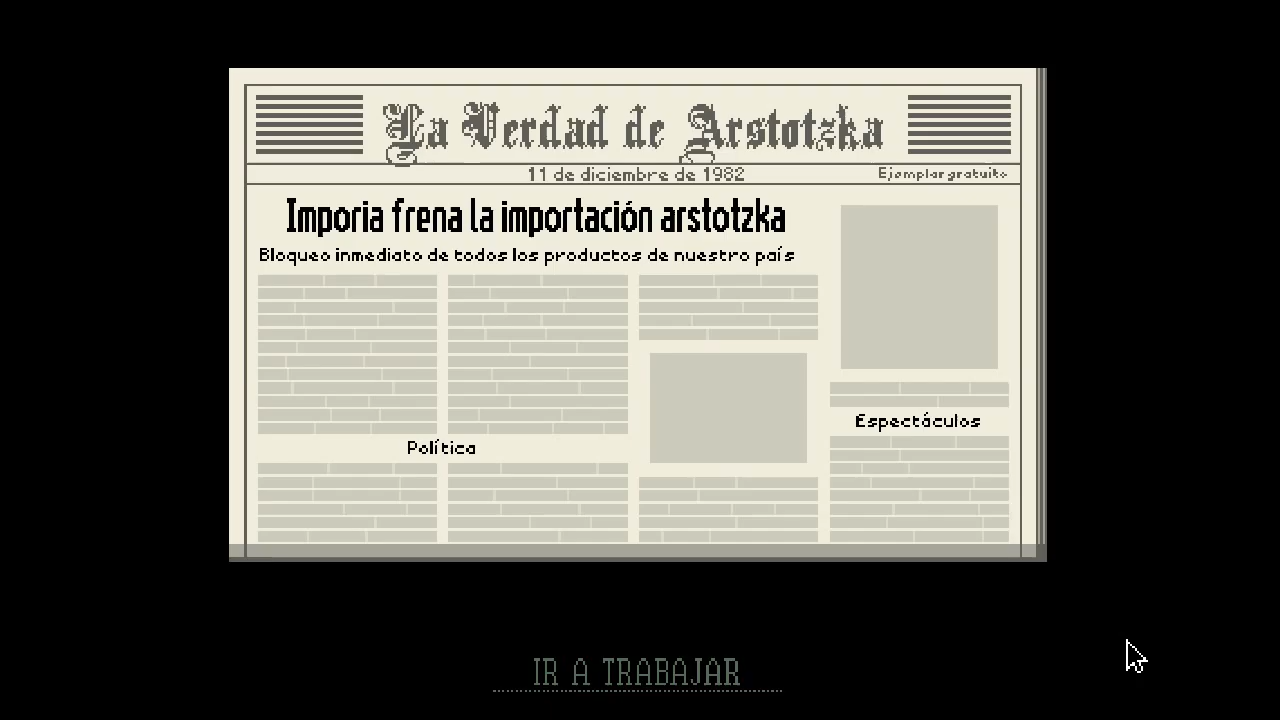 La Verdad de Arstotzka
11 de diciembre de 1982
Ejemplar gratuito
Imporia frena la importación arstotzka
Bloqueo inmediato de todos los productos de nuestro país
Política
Espectáculos
IR A TRABAJAR